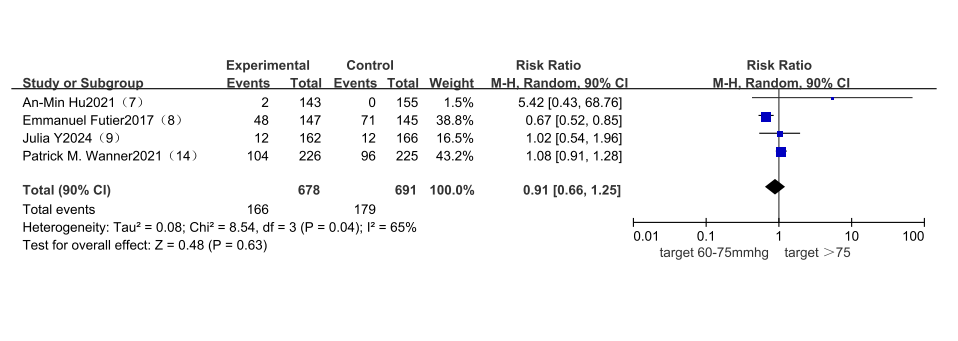 Experimental Control Risk Ratio Risk Ratio
Study or Subgroup Events Total Events Total Weight M-H, Random, 90% CI M-H, Random, 90% CI
An-Min Hu2021（7） 2 143 0 155 1.5% 5.42 [0.43, 68.76]
Emmanuel Futier2017（8） 48 147 71 145 38.8% 0.67 [0.52, 0.85]
Julia Y2024（9） 12 162 12 166 16.5% 1.02 [0.54, 1.96]
Patrick M. Wanner2021（14） 104 226 96 225 43.2% 1.08 [0.91, 1.28]
Total (90% CI) 678 691 100.0% 0.91 [0.66, 1.25]
Total events 166 179
Heterogeneity: Tau² = 0.08; Chi² = 8.54, df = 3 (P = 0.04); I² = 65%
Test for overall effect: Z = 0.48 (P = 0.63)
0.01 0.1 1 10 100
target 60-75mmhg target ＞75